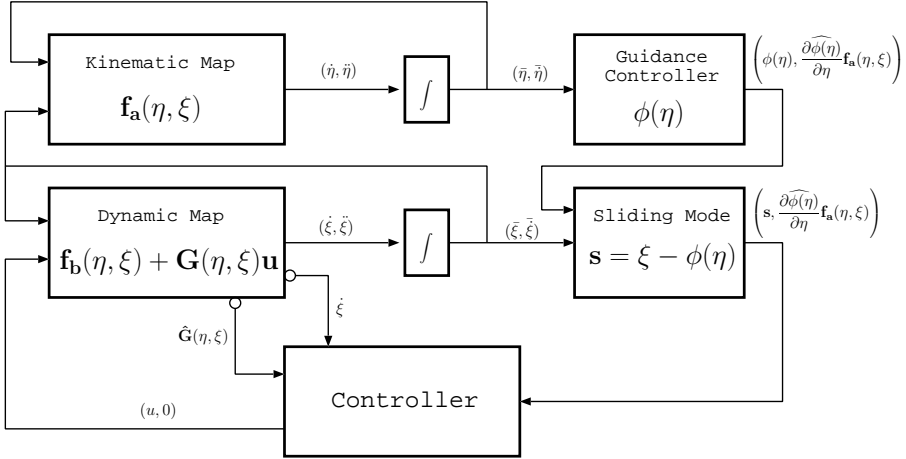 Kinematic Map
f_a(η, ξ)
(η̇, η̈)
∫
(η̄, η̄̇)
Guidance
Controller
ϕ(η)
(ϕ(η), ∂ϕ(η)^/∂η f_a(η, ξ))
Dynamic Map
f_b(η, ξ) + G(η, ξ)u
(ξ̇, ξ̈)
∫
(ξ̄, ξ̄̇)
Sliding Mode
s = ξ − ϕ(η)
(s, ∂ϕ(η)^/∂η f_a(η, ξ))
ξ̇
Ĝ(η, ξ)
Controller
(u, 0)